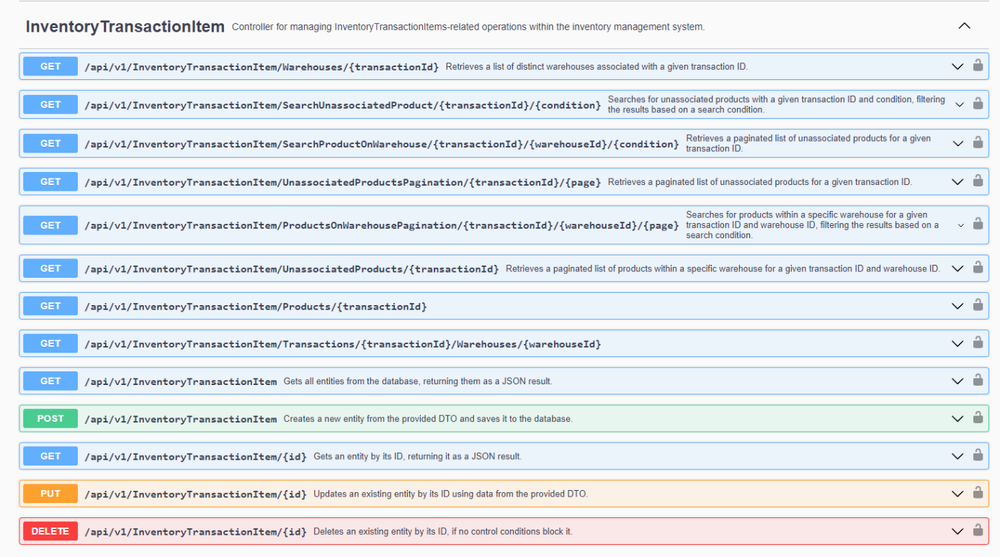 InventoryTransactionItem Controller for managing InventoryTransactionItems-related operations within the inventory management system.
GET /api/v1/InventoryTransactionItem/Warehouses/{transactionId} Retrieves a list of distinct warehouses associated with a given transaction ID.
GET /api/v1/InventoryTransactionItem/SearchUnassociatedProduct/{transactionId}/{condition} Searches for unassociated products with a given transaction ID and condition, filtering
the results based on a search condition.
GET /api/v1/InventoryTransactionItem/SearchProductOnWarehouse/{transactionId}/{warehouseId}/{condition} Retrieves a paginated list of unassociated products for a given
transaction ID.
GET /api/v1/InventoryTransactionItem/UnassociatedProductsPagination/{transactionId}/{page} Retrieves a paginated list of unassociated products for a given transaction ID.
GET /api/v1/InventoryTransactionItem/ProductsOnWarehousePagination/{transactionId}/{warehouseId}/{page} Searches for products within a specific warehouse for a given
transaction ID and warehouse ID, filtering the results based on a
search condition.
GET /api/v1/InventoryTransactionItem/UnassociatedProducts/{transactionId} Retrieves a paginated list of products within a specific warehouse for a given transaction ID and warehouse ID.
GET /api/v1/InventoryTransactionItem/Products/{transactionId}
GET /api/v1/InventoryTransactionItem/Transactions/{transactionId}/Warehouses/{warehouseId}
GET /api/v1/InventoryTransactionItem Gets all entities from the database, returning them as a JSON result.
POST /api/v1/InventoryTransactionItem Creates a new entity from the provided DTO and saves it to the database.
GET /api/v1/InventoryTransactionItem/{id} Gets an entity by its ID, returning it as a JSON result.
PUT /api/v1/InventoryTransactionItem/{id} Updates an existing entity by its ID using data from the provided DTO.
DELETE /api/v1/InventoryTransactionItem/{id} Deletes an existing entity by its ID, if no control conditions block it.